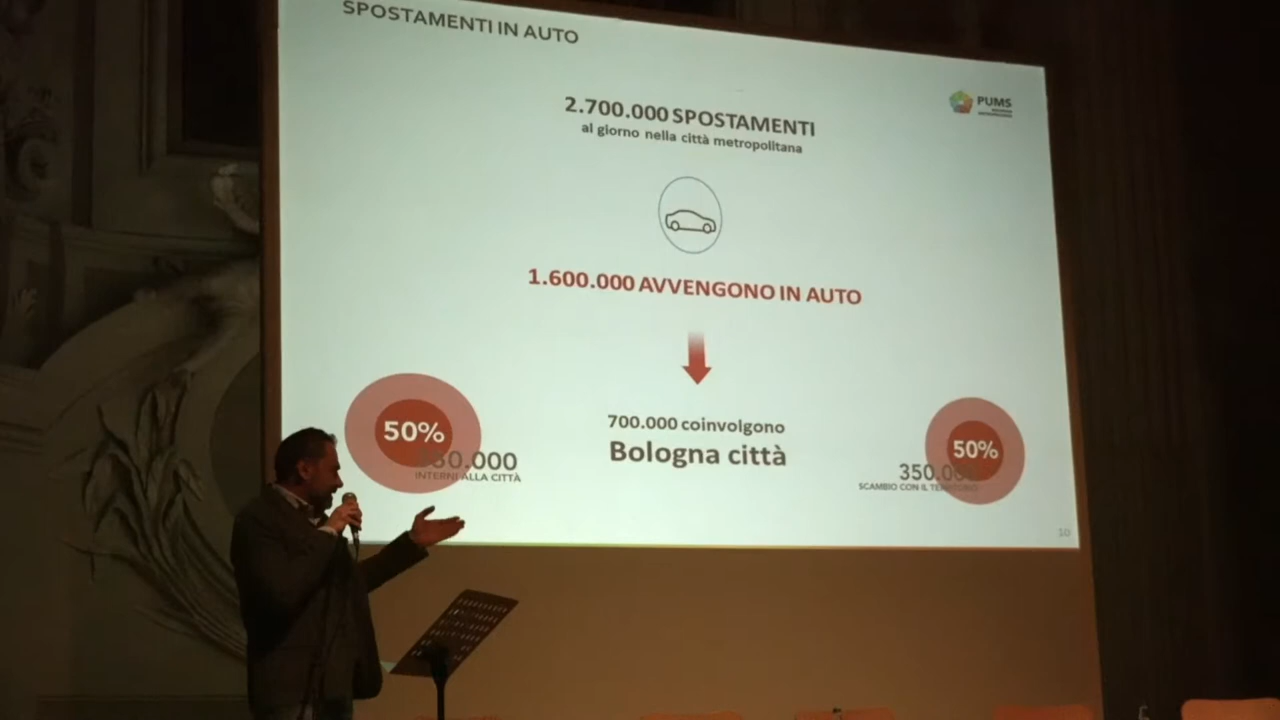 SPOSTAMENTI IN AUTO
PUMS
2.700.000 SPOSTAMENTI
al giorno nella città metropolitana
1.600.000 AVVENGONO IN AUTO
700.000 coinvolgono
Bologna città
50%
INTERNI ALLA CITTÀ
50%
SCAMBIO CON IL